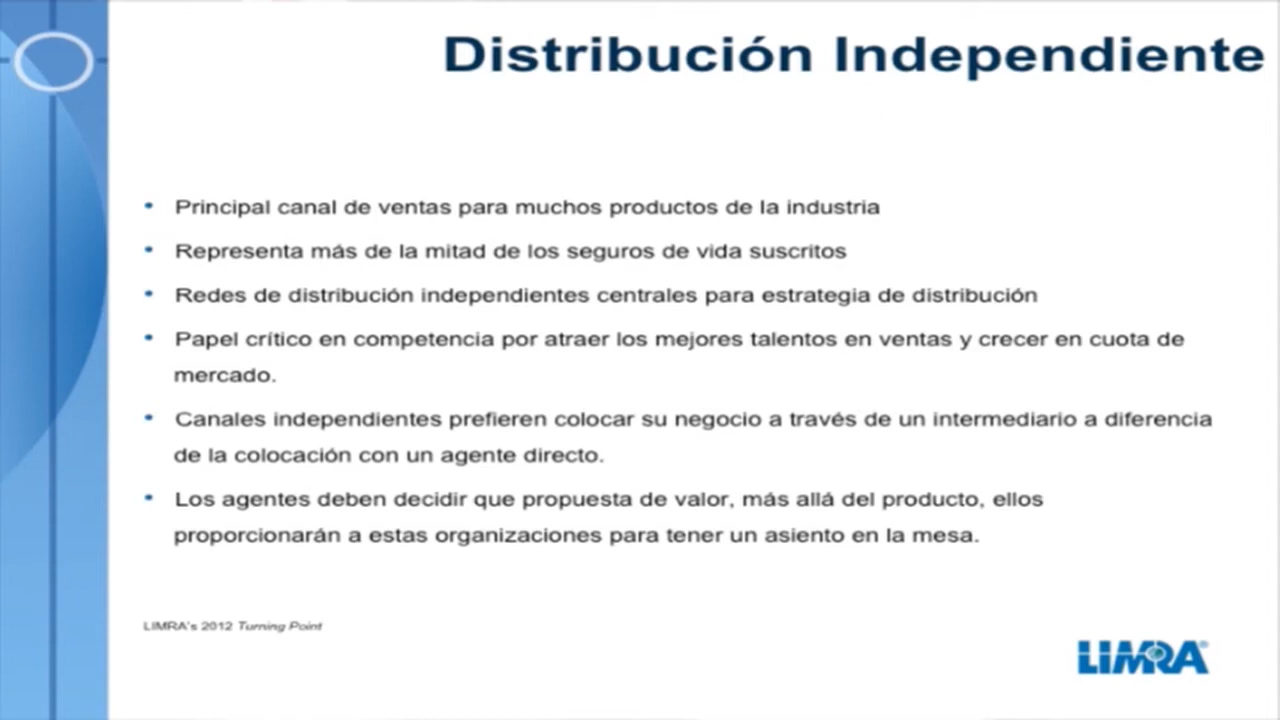 Distribución Independiente
• Principal canal de ventas para muchos productos de la industria
• Representa más de la mitad de los seguros de vida suscritos
• Redes de distribución independientes centrales para estrategia de distribución
• Papel crítico en competencia por atraer los mejores talentos en ventas y crecer en cuota de
mercado.
• Canales independientes prefieren colocar su negocio a través de un intermediario a diferencia
de la colocación con un agente directo.
• Los agentes deben decidir que propuesta de valor, más allá del producto, ellos
proporcionarán a estas organizaciones para tener un asiento en la mesa.
LIMRA's 2012 Turning Point
LIMRA®